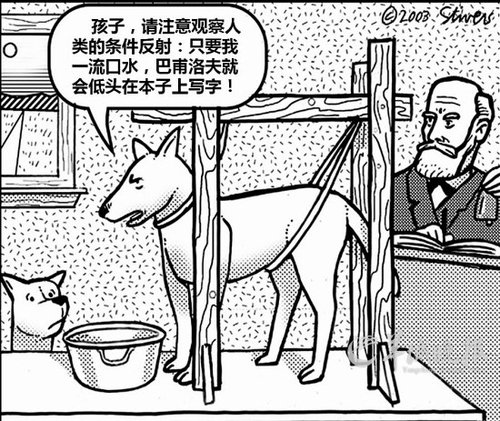 ©2003 Stivers
孩子，请注意观察人
类的条件反射：只要我
一流口水，巴甫洛夫就
会低头在本子上写字！